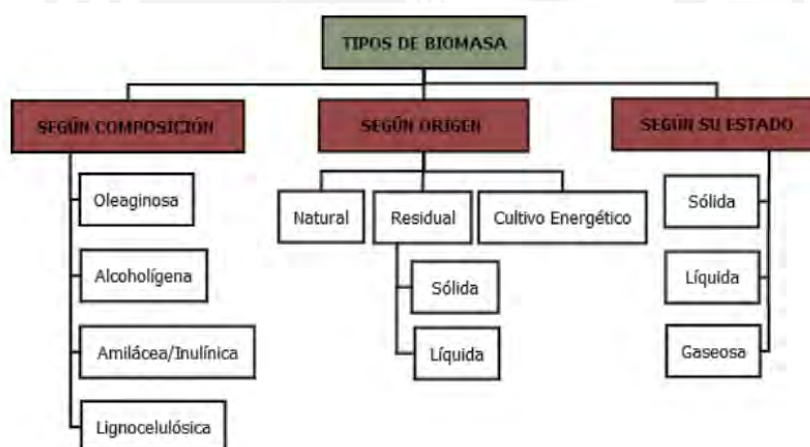 TIPOS DE BIOMASA
SEGÚN COMPOSICIÓN
SEGÚN ORIGEN
SEGÚN SU ESTADO
Oleaginosa
Alcoholígena
Amilácea/Inulínica
Lignocelulósica
Natural
Residual
Cultivo Energético
Sólida
Líquida
Sólida
Líquida
Gaseosa